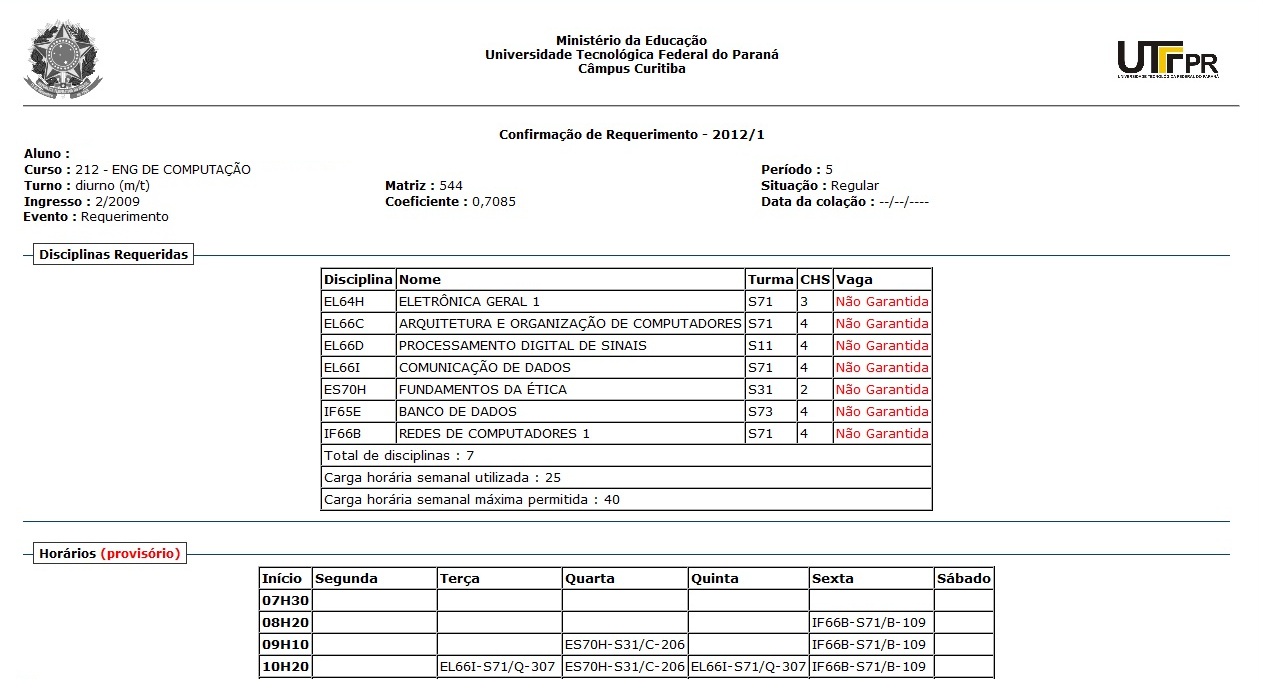 Ministério da Educação
Universidade Tecnológica Federal do Paraná
Câmpus Curitiba
UTFPR
UNIVERSIDADE TECNOLÓGICA FEDERAL DO PARANÁ
Confirmação de Requerimento - 2012/1
Aluno :
Curso : 212 - ENG DE COMPUTAÇÃO Período : 5
Turno : diurno (m/t) Matriz : 544 Situação : Regular
Ingresso : 2/2009 Coeficiente : 0,7085 Data da colação : --/--/----
Evento : Requerimento
Disciplinas Requeridas
Disciplina Nome Turma CHS Vaga
EL64H ELETRÔNICA GERAL 1 S71 3 Não Garantida
EL66C ARQUITETURA E ORGANIZAÇÃO DE COMPUTADORES S71 4 Não Garantida
EL66D PROCESSAMENTO DIGITAL DE SINAIS S11 4 Não Garantida
EL66I COMUNICAÇÃO DE DADOS S71 4 Não Garantida
ES70H FUNDAMENTOS DA ÉTICA S31 2 Não Garantida
IF65E BANCO DE DADOS S73 4 Não Garantida
IF66B REDES DE COMPUTADORES 1 S71 4 Não Garantida
Total de disciplinas : 7
Carga horária semanal utilizada : 25
Carga horária semanal máxima permitida : 40
Horários (provisório)
Início Segunda Terça Quarta Quinta Sexta Sábado
07H30
08H20 IF66B-S71/B-109
09H10 ES70H-S31/C-206 IF66B-S71/B-109
10H20 EL66I-S71/Q-307 ES70H-S31/C-206 EL66I-S71/Q-307 IF66B-S71/B-109